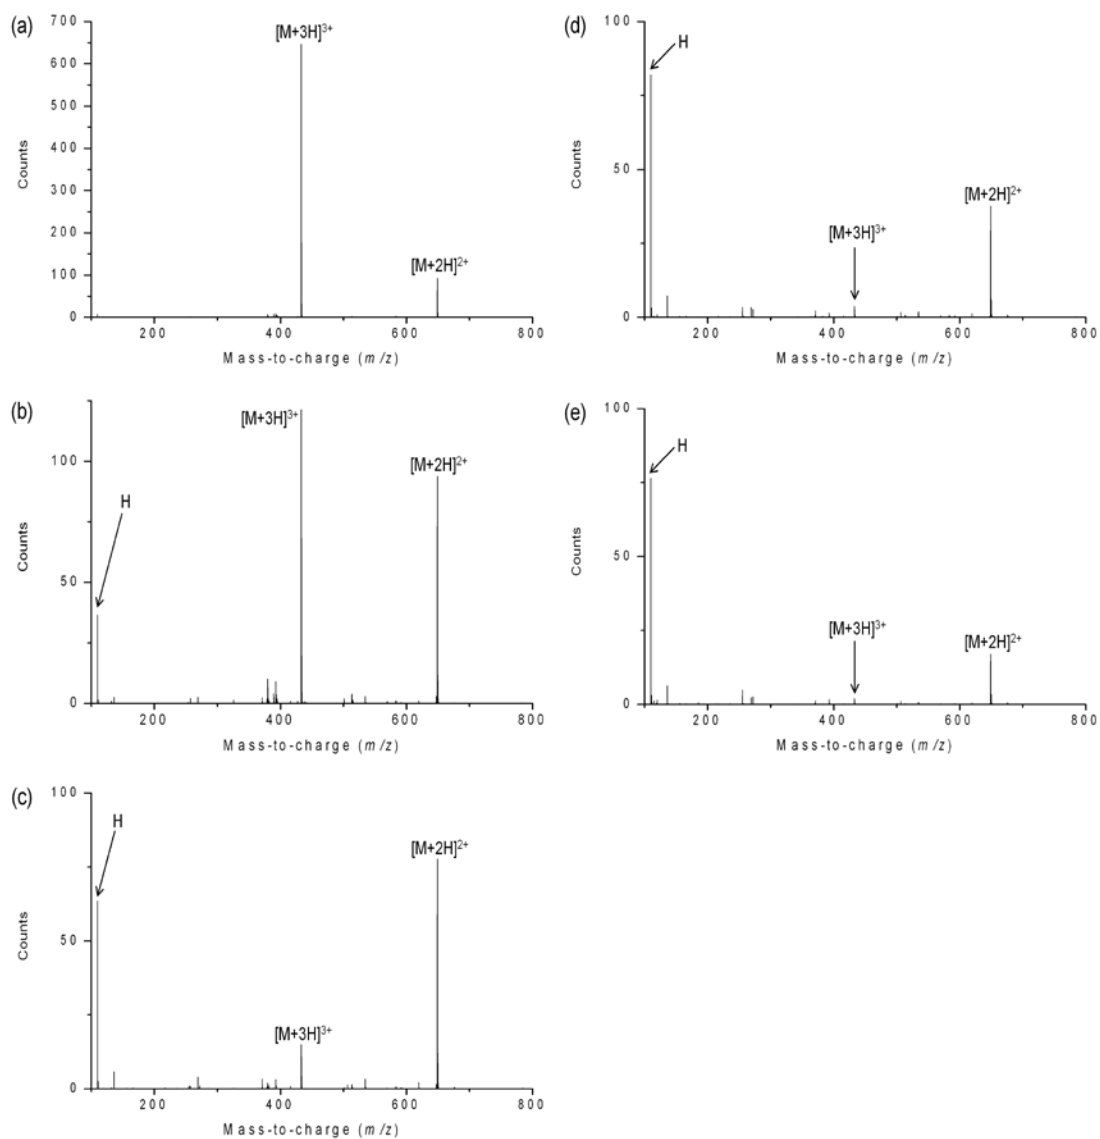 (a)
700
600
500
400
300
200
100
0
Counts
[M+3H]³⁺
[M+2H]²⁺
200 400 600 800
Mass-to-charge (m/z)
(b)
100
50
0
Counts
H
[M+3H]³⁺
[M+2H]²⁺
200 400 600 800
Mass-to-charge (m/z)
(c)
100
50
0
Counts
H
[M+3H]³⁺
[M+2H]²⁺
200 400 600 800
Mass-to-charge (m/z)
(d)
100
50
0
Counts
H
[M+3H]³⁺
[M+2H]²⁺
200 400 600 800
Mass-to-charge (m/z)
(e)
100
50
0
Counts
H
[M+3H]³⁺
[M+2H]²⁺
200 400 600 800
Mass-to-charge (m/z)